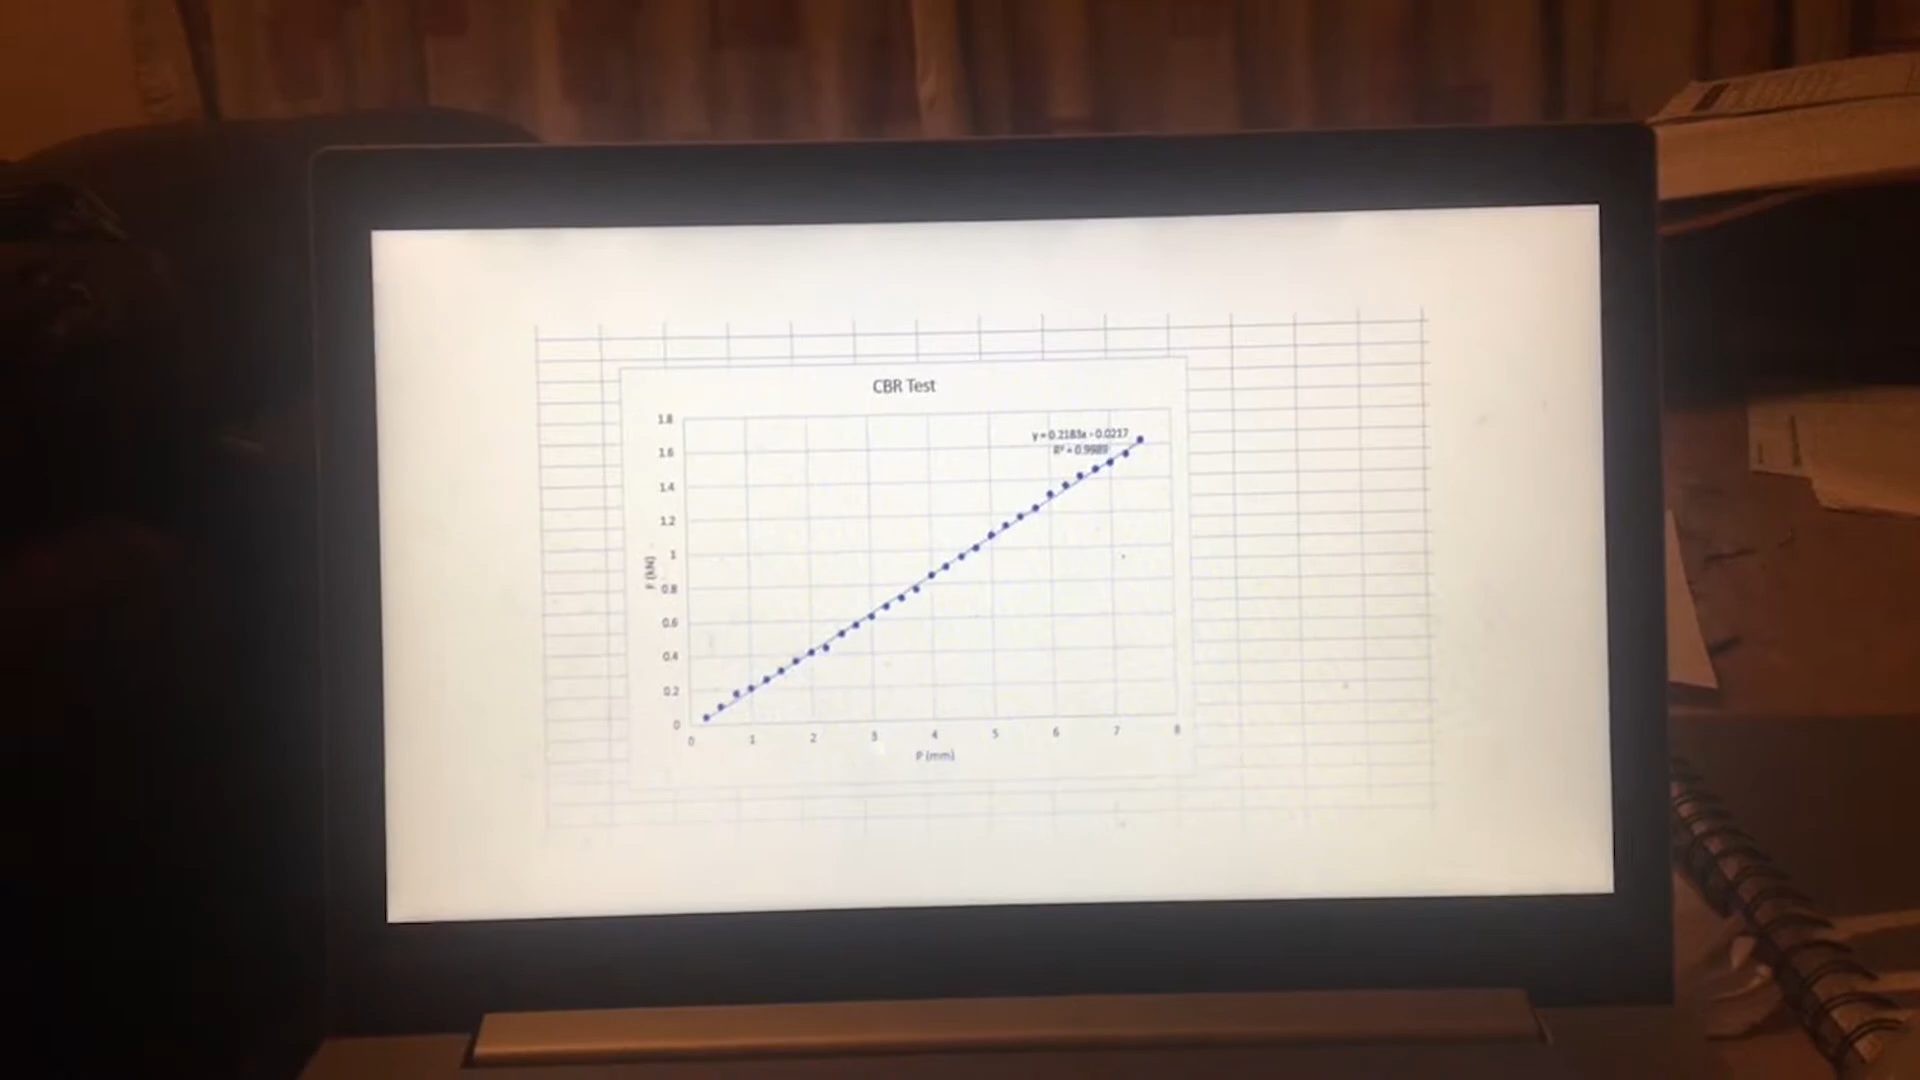 CBR Test
1.8
y = 0.2183x - 0.0217
1.6
R² = 0.9989
1.4
1.2
1
F (kN)
0.8
0.6
0.4
0.2
0
0 1 2 3 4 5 6 7 8
P (mm)